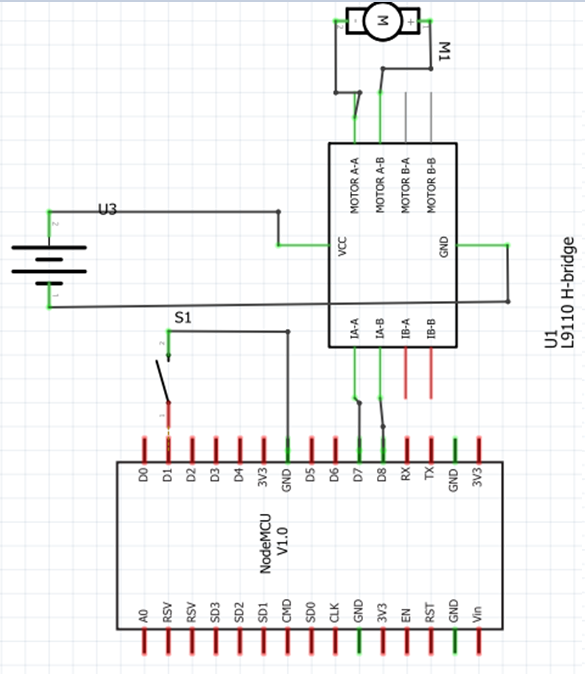 M
-
+
M1
MOTOR A-A
MOTOR A-B
MOTOR B-A
MOTOR B-B
U3
2
1
VCC
GND
U1
L9110 H-bridge
S1
2
1
IA-A
IA-B
IB-A
IB-B
D0
D1
D2
D3
D4
3V3
GND
D5
D6
D7
D8
RX
TX
GND
3V3
NodeMCU
V1.0
A0
RSV
RSV
SD3
SD2
SD1
CMD
SD0
CLK
GND
3V3
EN
RST
GND
Vin